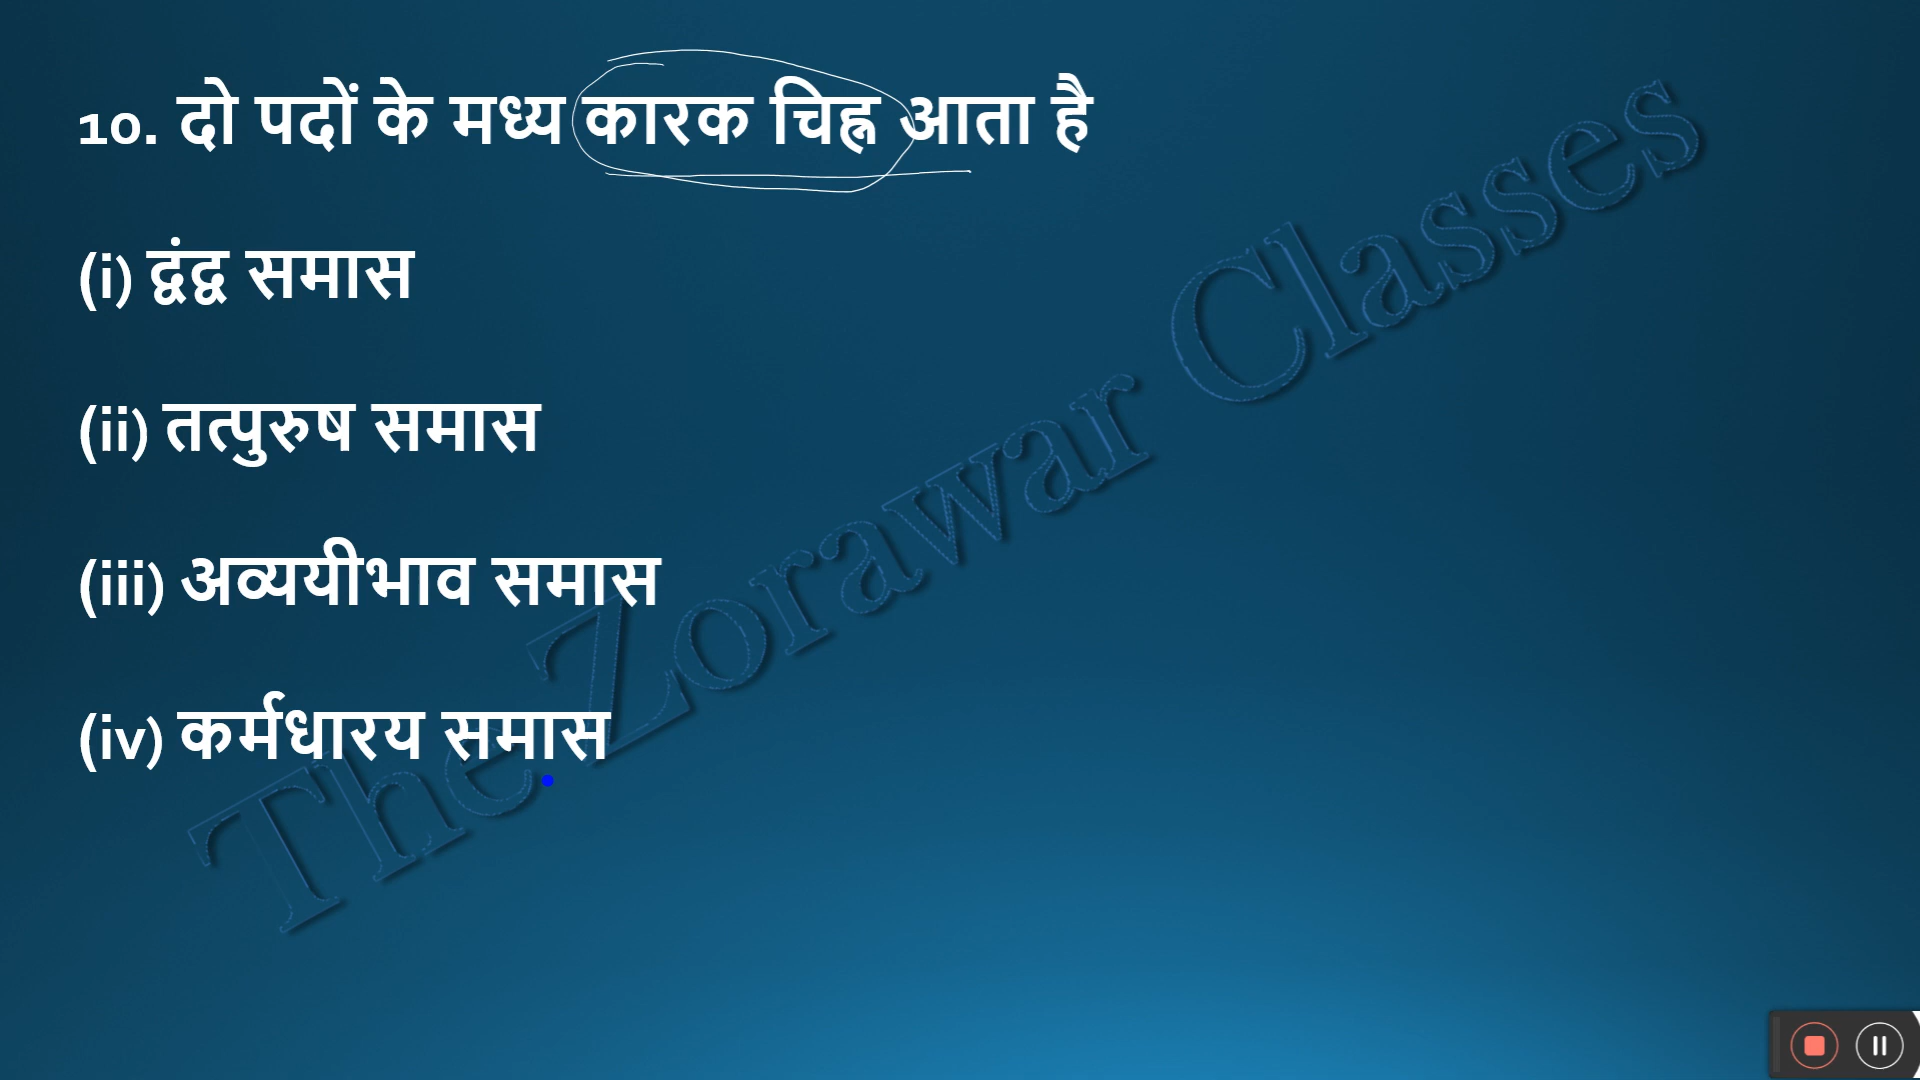 10. दो पदों के मध्य कारक चिह्न आता है
(i) द्वंद्व समास
(ii) तत्पुरुष समास
(iii) अव्ययीभाव समास
(iv) कर्मधारय समास
The Zorawar Classes